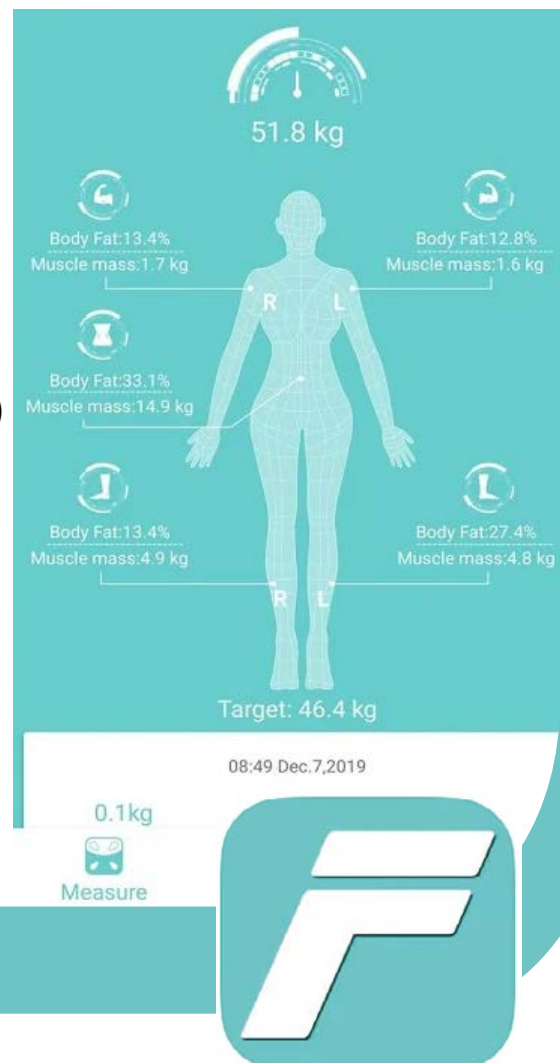 51.8 kg
Body Fat:13.4%
Muscle mass:1.7 kg
Body Fat:12.8%
Muscle mass:1.6 kg
R L
Body Fat:33.1%
Muscle mass:14.9 kg
Body Fat:13.4%
Muscle mass:4.9 kg
Body Fat:27.4%
Muscle mass:4.8 kg
R L
Target: 46.4 kg
08:49 Dec.7,2019
0.1kg
Measure
F